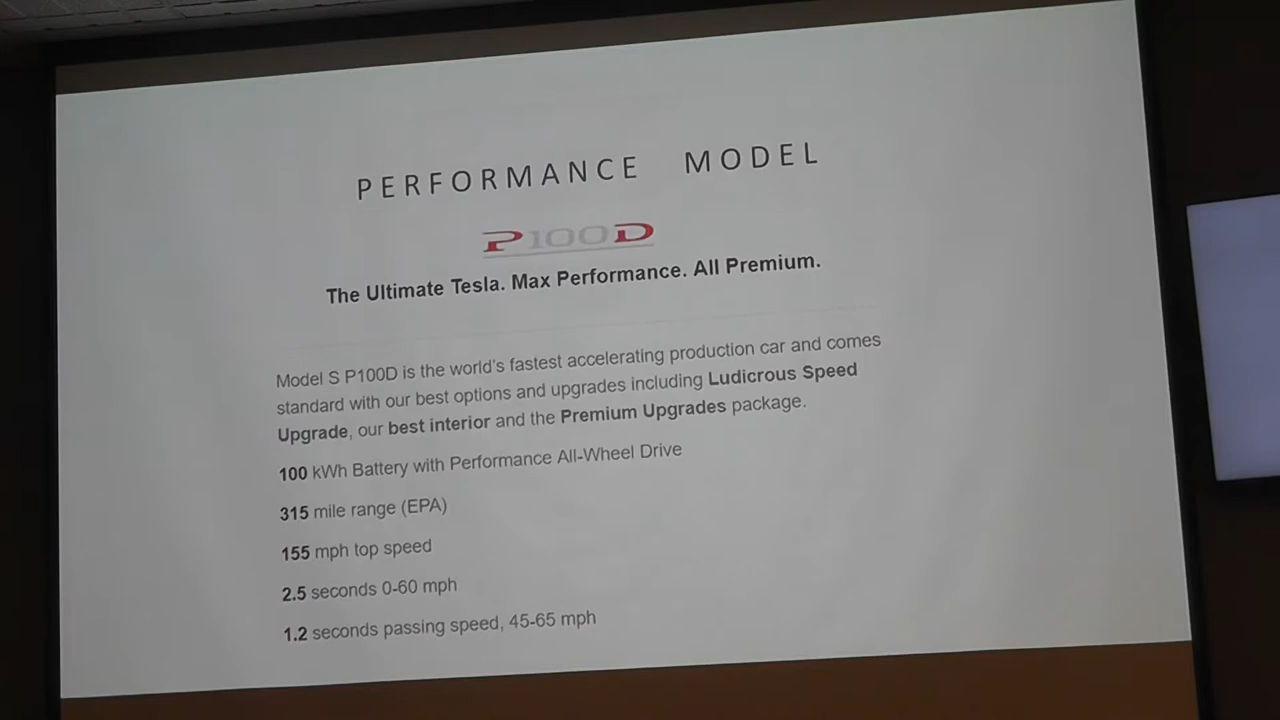 PERFORMANCE MODEL
P100D
The Ultimate Tesla. Max Performance. All Premium.
Model S P100D is the world's fastest accelerating production car and comes
standard with our best options and upgrades including Ludicrous Speed
Upgrade, our best interior and the Premium Upgrades package.
100 kWh Battery with Performance All-Wheel Drive
315 mile range (EPA)
155 mph top speed
2.5 seconds 0-60 mph
1.2 seconds passing speed, 45-65 mph